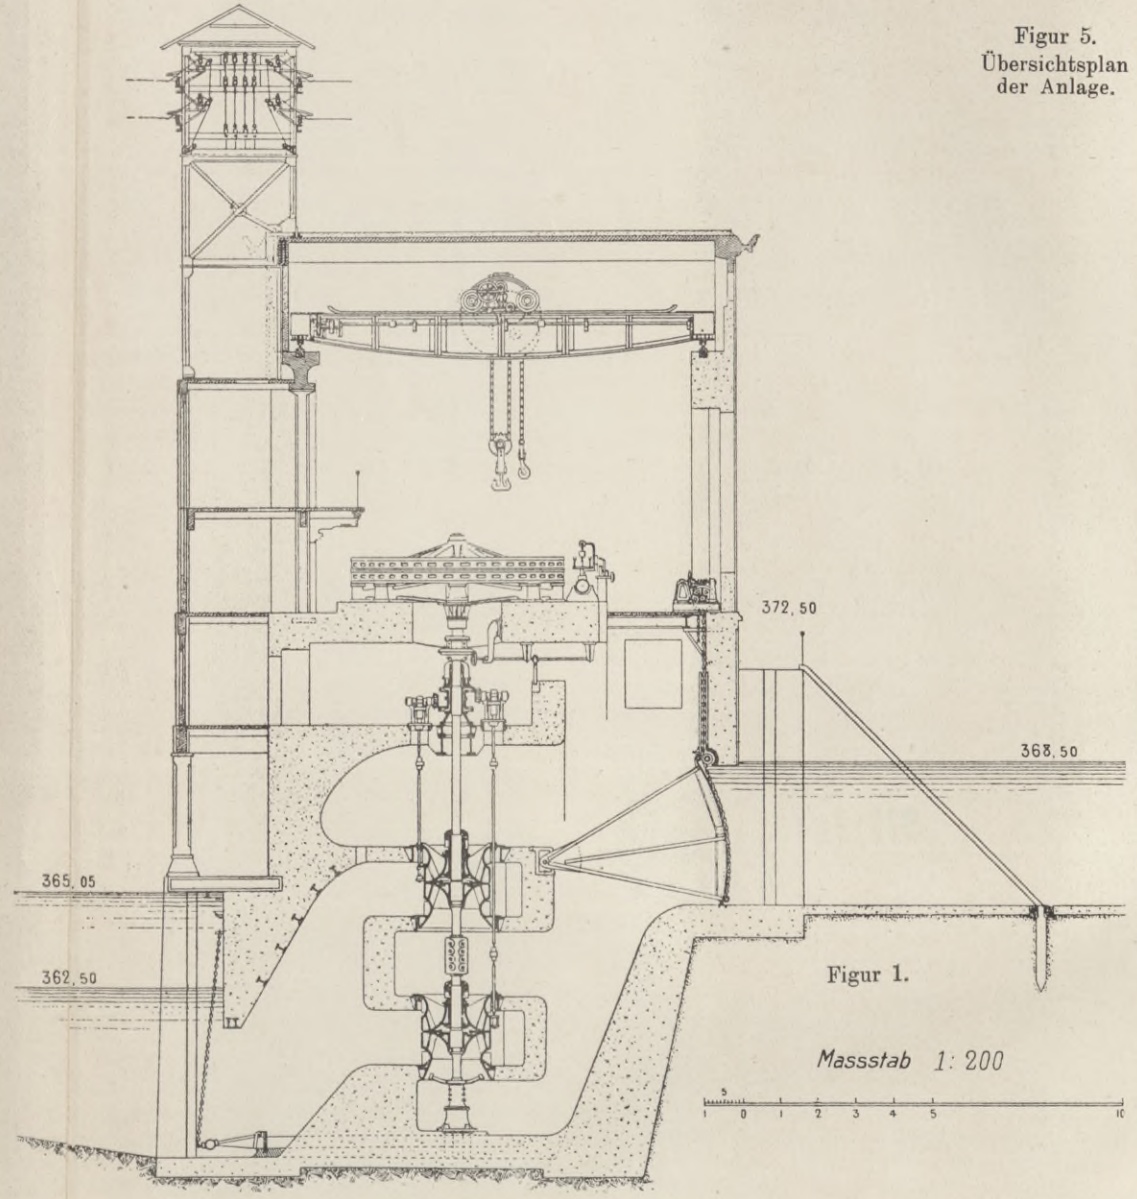 Figur 5.
Übersichtsplan
der Anlage.
372,50
368,50
365,05
362,50
Figur 1.
Massstab 1:200
5
1 0 1 2 3 4 5 10